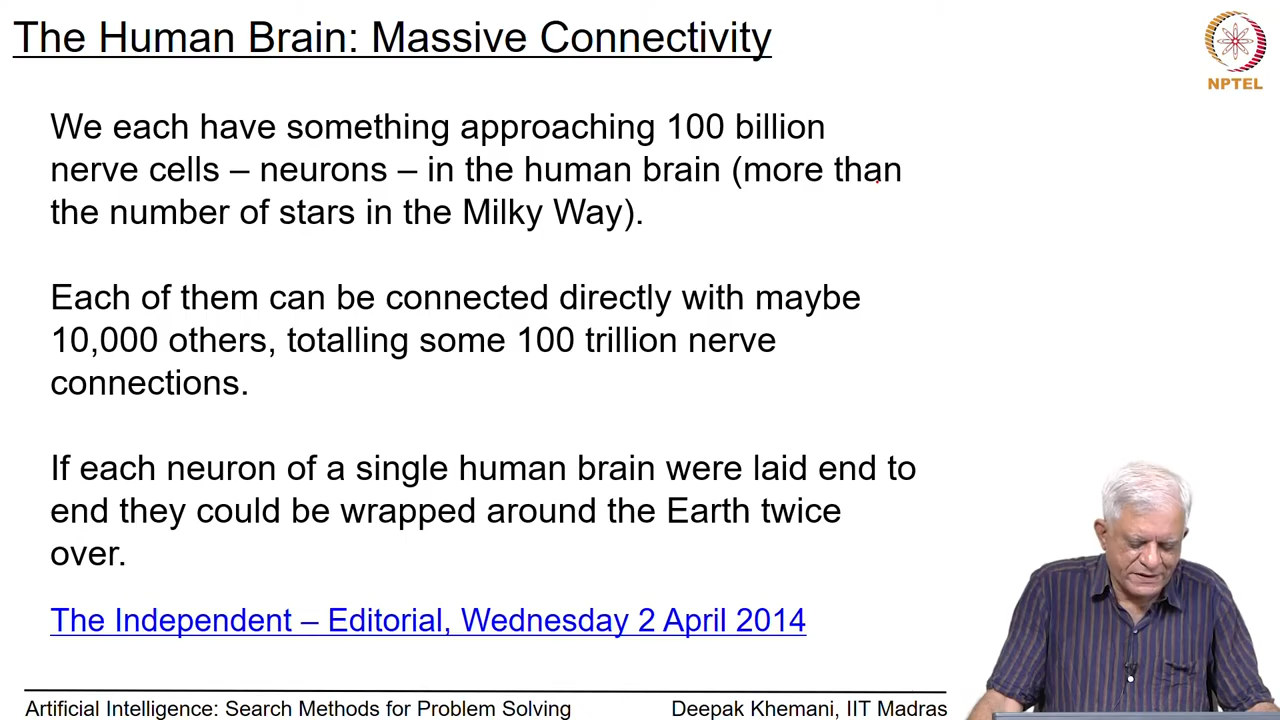 The Human Brain: Massive Connectivity
NPTEL
We each have something approaching 100 billion
nerve cells – neurons – in the human brain (more than
the number of stars in the Milky Way).
Each of them can be connected directly with maybe
10,000 others, totalling some 100 trillion nerve
connections.
If each neuron of a single human brain were laid end to
end they could be wrapped around the Earth twice
over.
The Independent – Editorial, Wednesday 2 April 2014
Artificial Intelligence: Search Methods for Problem Solving
Deepak Khemani, IIT Madras